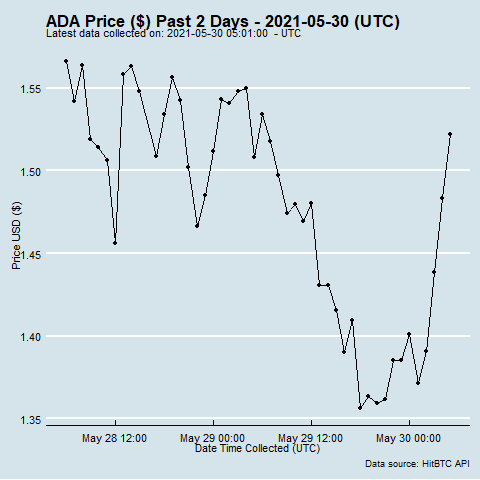 ADA Price ($) Past 2 Days - 2021-05-30 (UTC)
Latest data collected on: 2021-05-30 05:01:00  - UTC
Price USD ($)
1.55
1.50
1.45
1.40
1.35
May 28 12:00
May 29 00:00
May 29 12:00
May 30 00:00
Date Time Collected (UTC)
Data source: HitBTC API